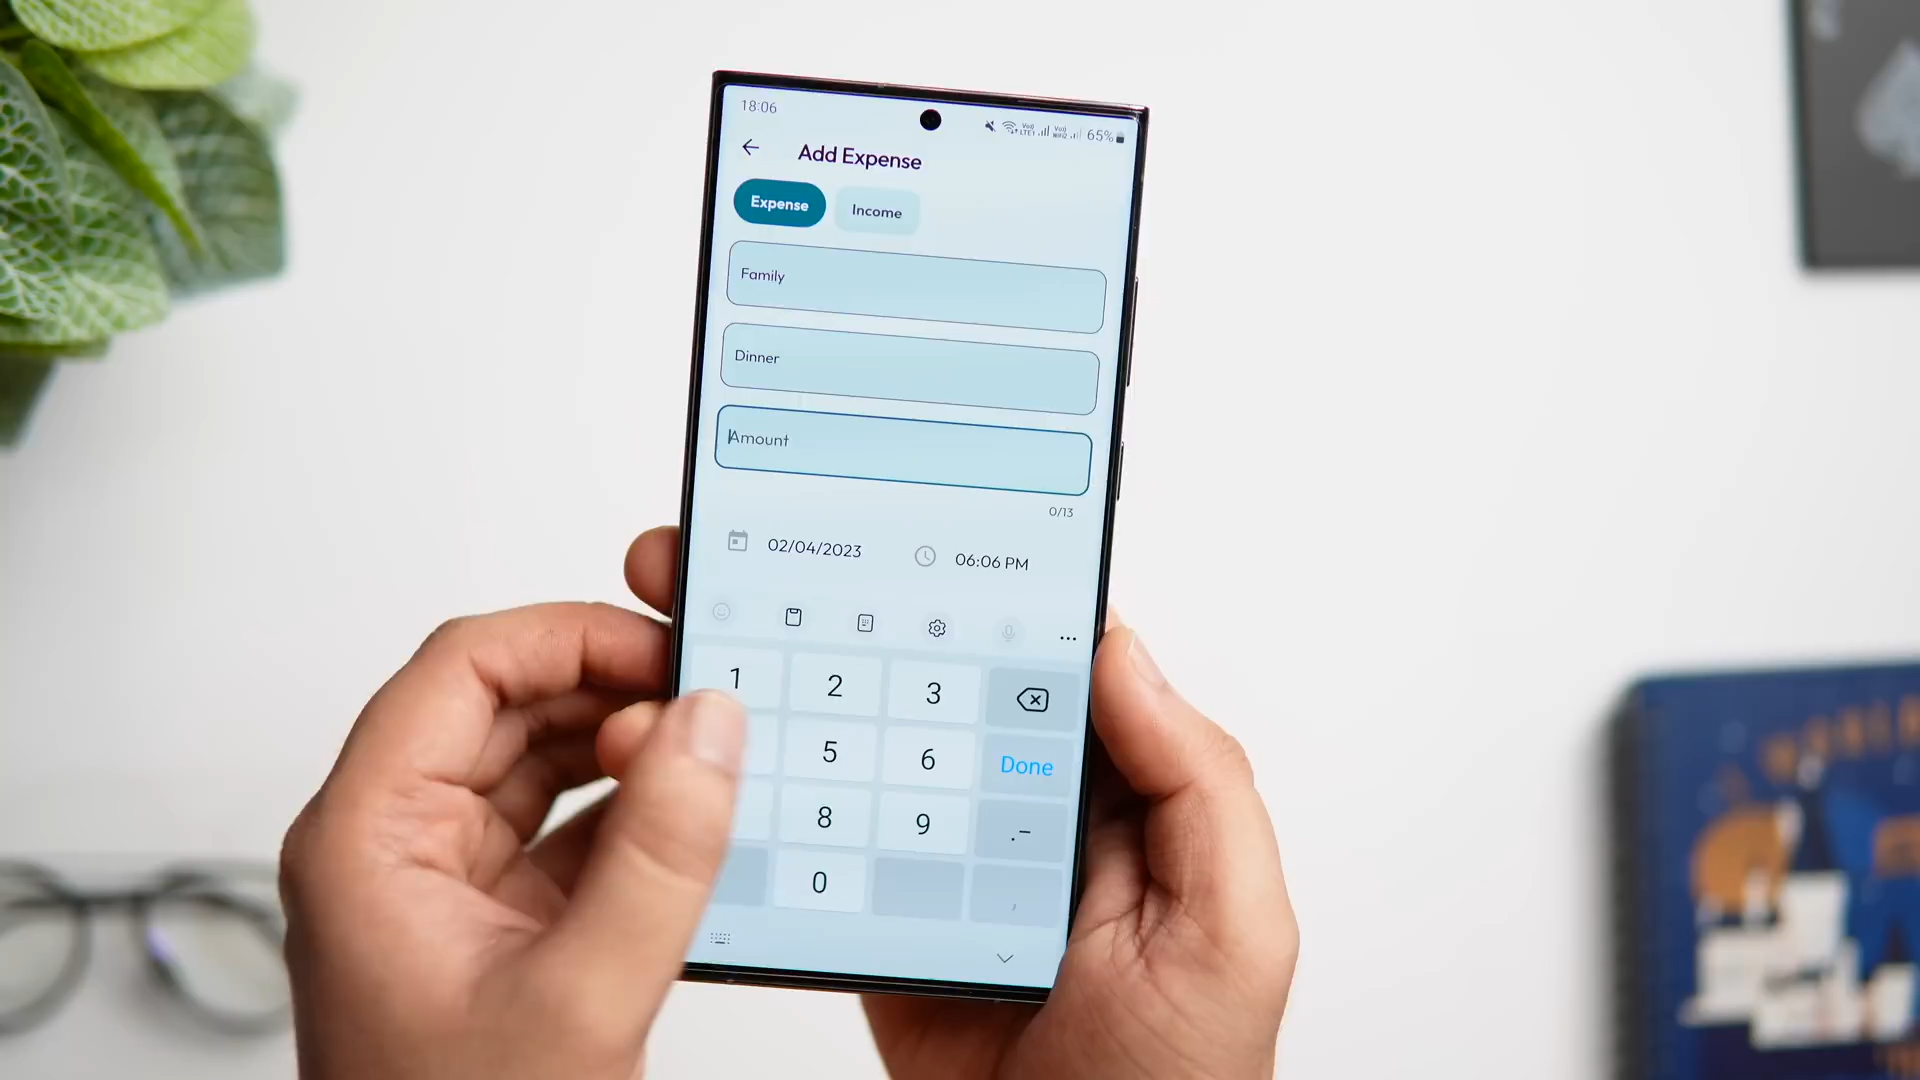 18:06 65%
Add Expense
Expense Income
Family
Dinner
Amount
0/13
02/04/2023 06:06 PM
1 2 3
5 6 Done
8 9 .-
0 ,